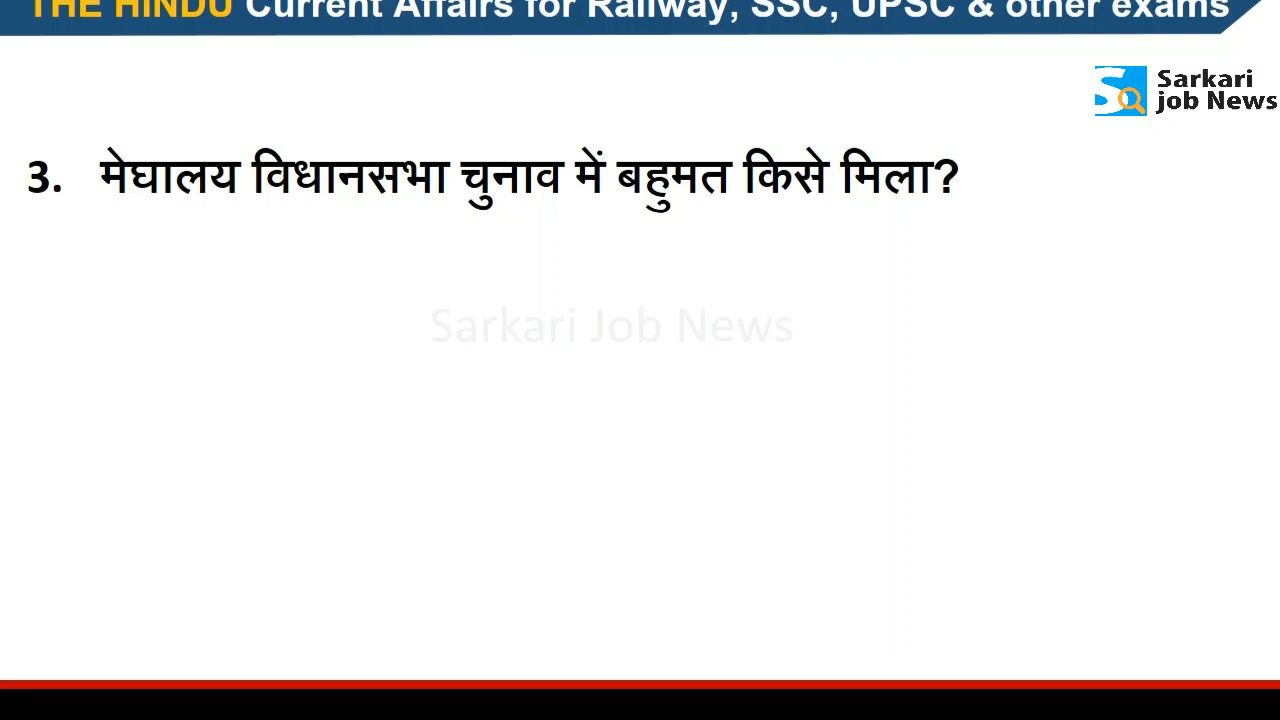 THE HINDU Current Affairs for Railway, SSC, UPSC & other exams
Sarkari
Job News
3. मेघालय विधानसभा चुनाव में बहुमत किसे मिला?
Sarkari Job News